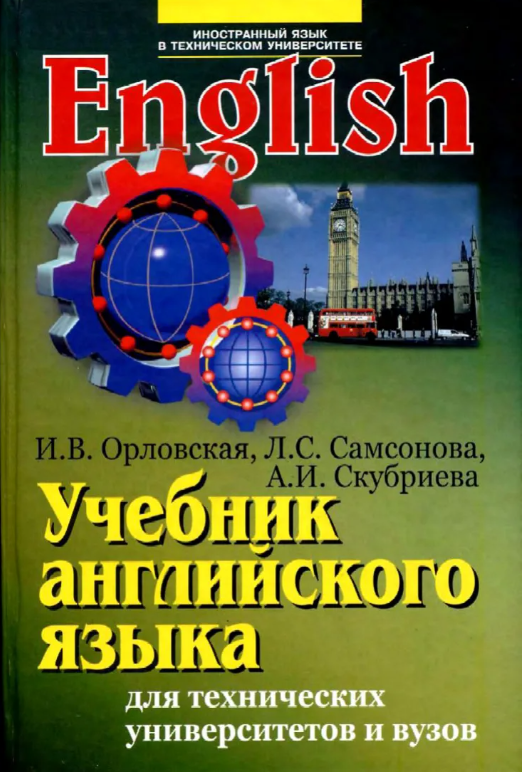 ИНОСТРАННЫЙ ЯЗЫК
В ТЕХНИЧЕСКОМ УНИВЕРСИТЕТЕ
English
И.В. Орловская, Л.С. Самсонова,
А.И. Скубриева
Учебник
английского
языка
для технических
университетов и вузов